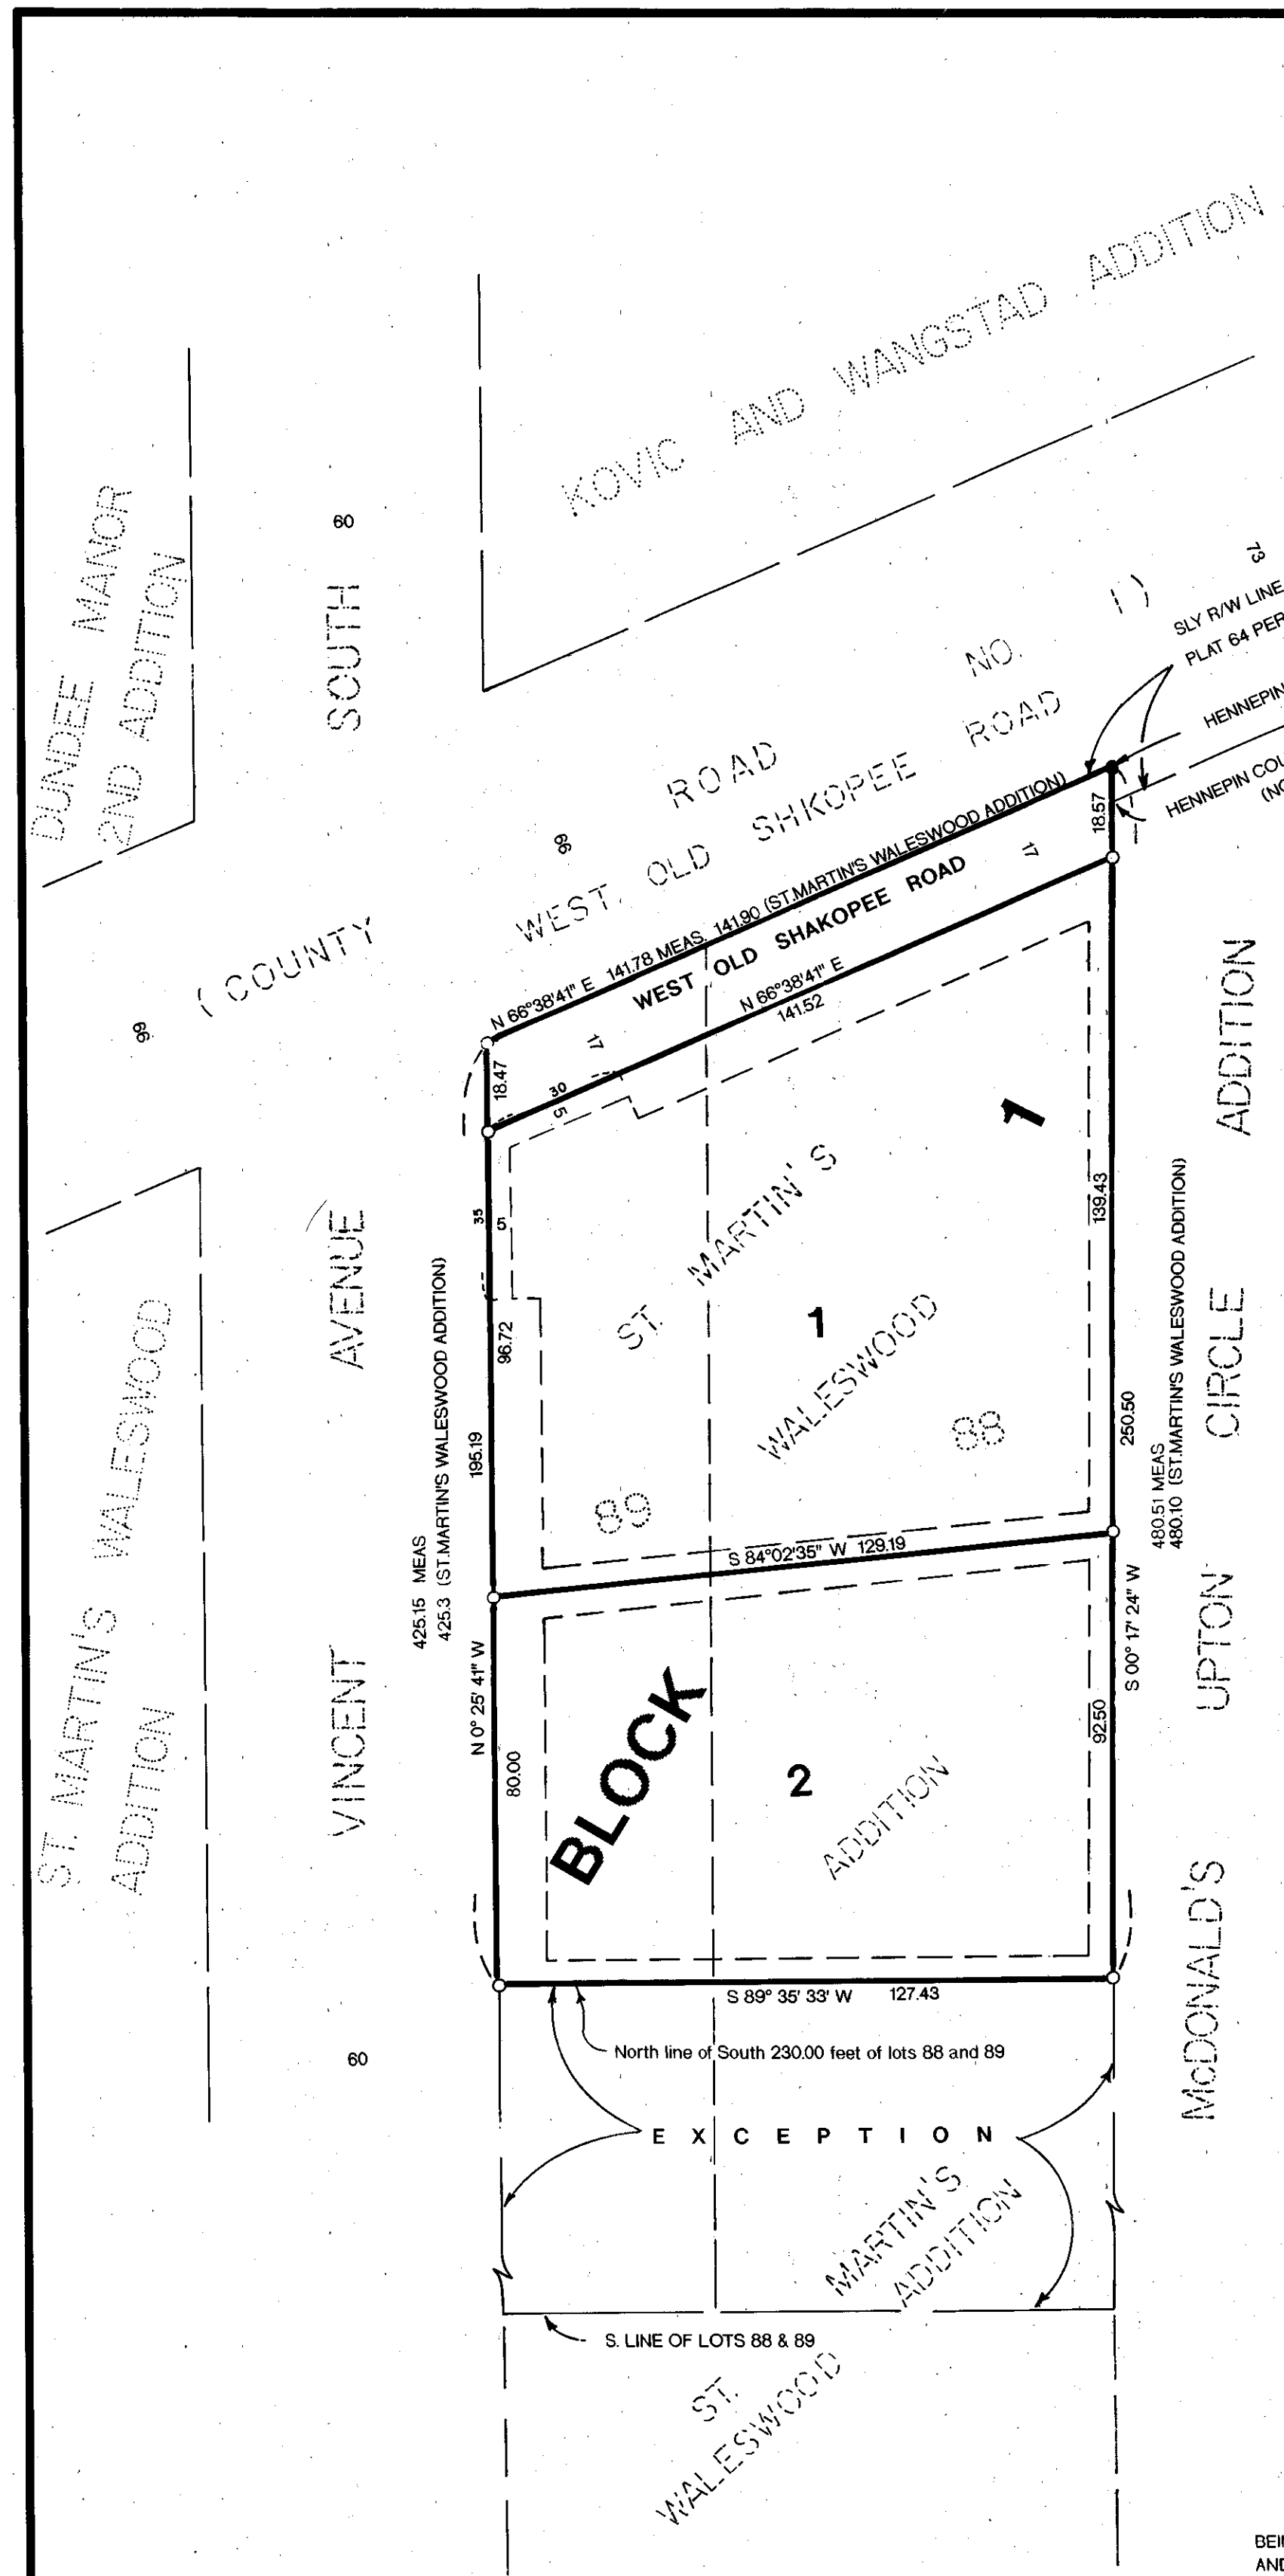 KOVIC AND WANGSTAD ADDITION
DUNDEE MANOR
2ND ADDITION
60
SOUTH
73
SLY R/W LINE
PLAT 64 PER
HENNEPIN
HENNEPIN COU
(NO
(COUNTY ROAD NO. 1)
WEST OLD SHKOPEE ROAD
66
66
N 66°38'41" E 141.78 MEAS. 141.90 (ST.MARTIN'S WALESWOOD ADDITION)
WEST OLD SHAKOPEE ROAD
17
17
18.57
18.47
N 66°38'41" E
141.52
30
5
35
5
96.72
195.19
139.43
250.50
1
ST. MARTIN'S
1
WALESWOOD
88
89
425.15 MEAS
425.3 (ST.MARTIN'S WALESWOOD ADDITION)
480.51 MEAS
480.10 (ST.MARTIN'S WALESWOOD ADDITION)
S 84°02'35" W 129.19
N 0° 25' 41" W
80.00
S 00° 17' 24" W
92.50
BLOCK
2
ADDITION
VINCENT AVENUE
ST. MARTIN'S WALESWOOD
ADDITION
McDONALD'S UPTON CIRCLE ADDITION
S 89° 35' 33' W 127.43
North line of South 230.00 feet of lots 88 and 89
60
EXCEPTION
MARTIN'S
ADDITION
S. LINE OF LOTS 88 & 89
ST.
WALESWOOD
BEI
AND